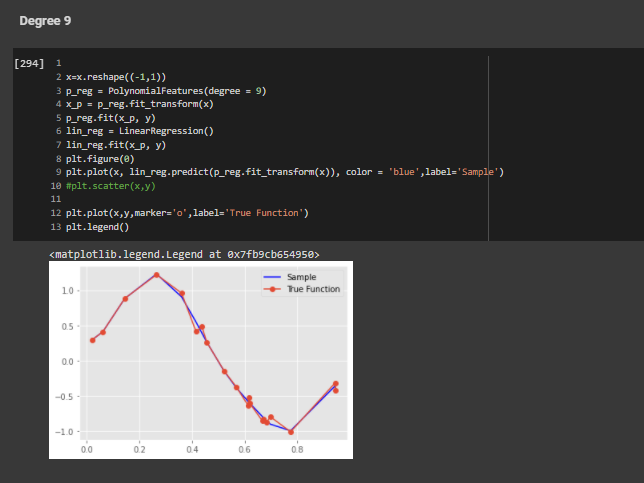 Degree 9
[294]
1
2 x=x.reshape((-1,1))
3 p_reg = PolynomialFeatures(degree = 9)
4 x_p = p_reg.fit_transform(x)
5 p_reg.fit(x_p, y)
6 lin_reg = LinearRegression()
7 lin_reg.fit(x_p, y)
8 plt.figure(0)
9 plt.plot(x, lin_reg.predict(p_reg.fit_transform(x)), color = 'blue',label='Sample')
10 #plt.scatter(x,y)
11
12 plt.plot(x,y,marker='o',label='True Function')
13 plt.legend()
<matplotlib.legend.Legend at 0x7fb9cb654950>
Sample
True Function
1.0
0.5
0.0
−0.5
−1.0
0.0 0.2 0.4 0.6 0.8